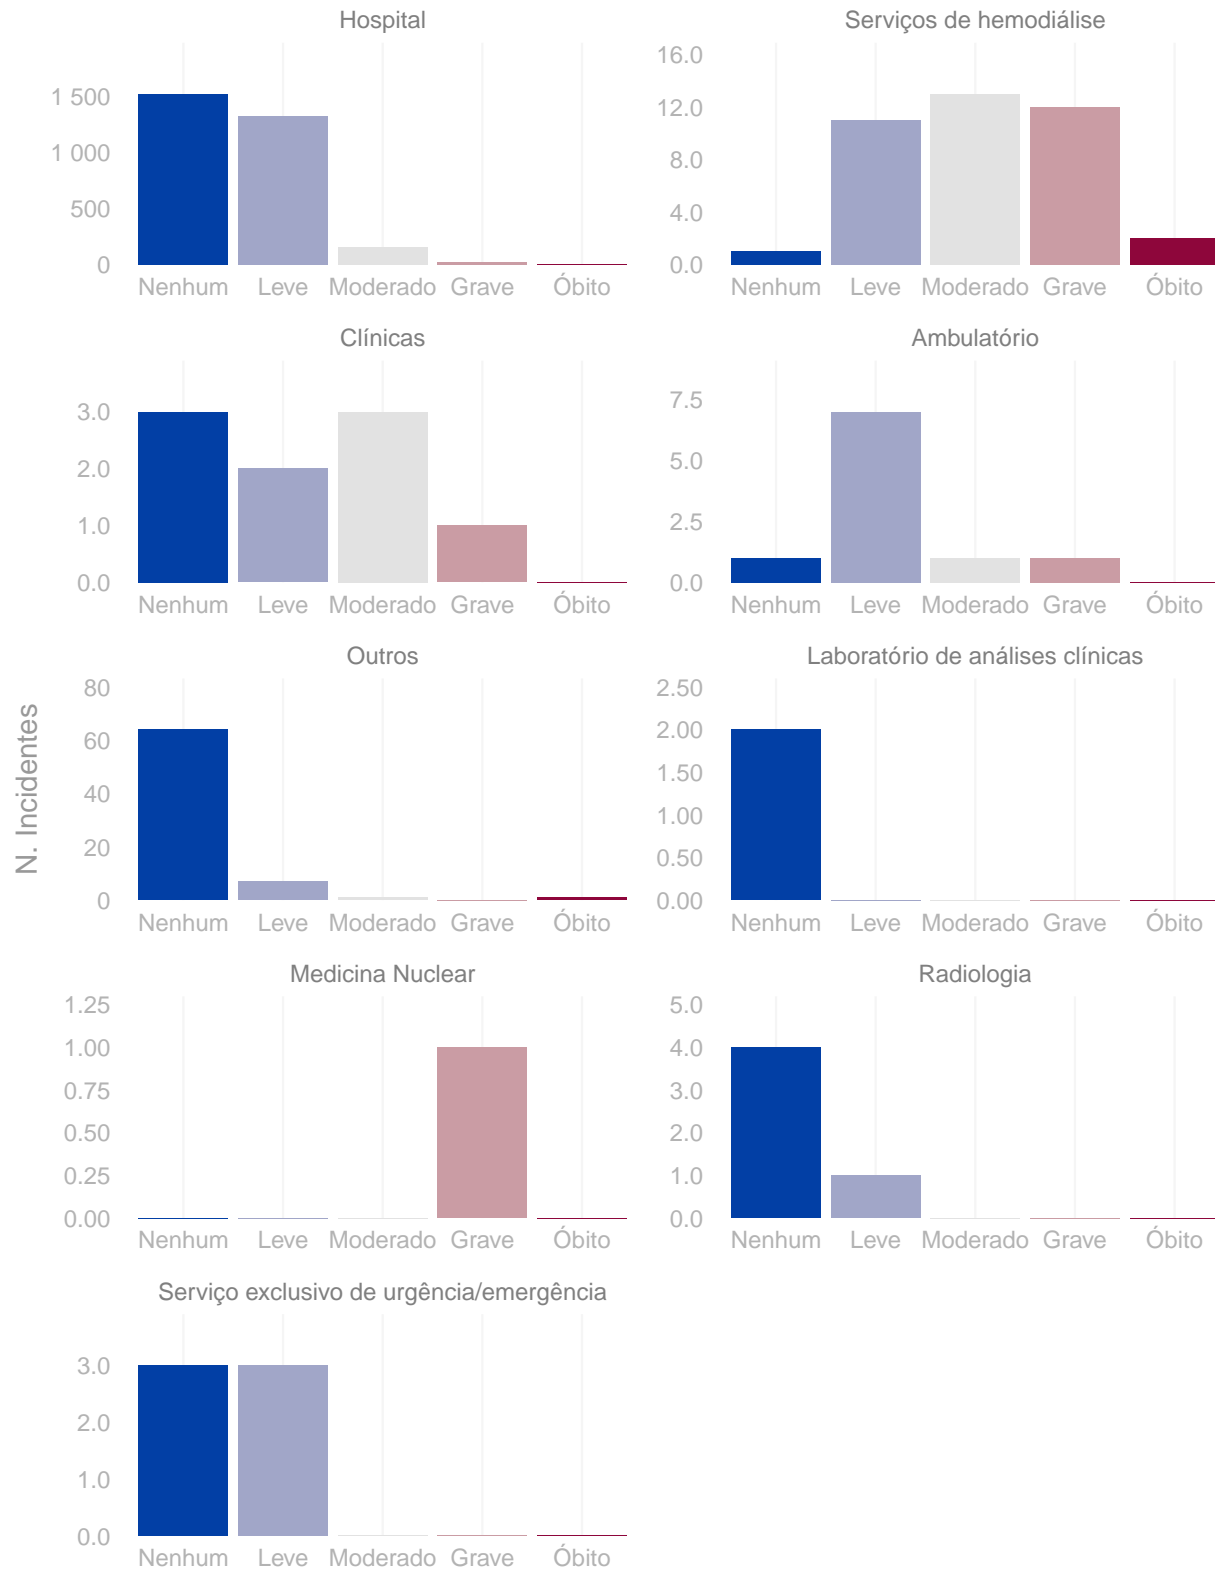 Hospital
1 500
1 000
500
0
Nenhum Leve Moderado Grave Óbito
Serviços de hemodiálise
16.0
12.0
8.0
4.0
0.0
Nenhum Leve Moderado Grave Óbito
Clínicas
3.0
2.0
1.0
0.0
Nenhum Leve Moderado Grave Óbito
Ambulatório
7.5
5.0
2.5
0.0
Nenhum Leve Moderado Grave Óbito
N. Incidentes
Outros
80
60
40
20
0
Nenhum Leve Moderado Grave Óbito
Laboratório de análises clínicas
2.50
2.00
1.50
1.00
0.50
0.00
Nenhum Leve Moderado Grave Óbito
Medicina Nuclear
1.25
1.00
0.75
0.50
0.25
0.00
Nenhum Leve Moderado Grave Óbito
Radiologia
5.0
4.0
3.0
2.0
1.0
0.0
Nenhum Leve Moderado Grave Óbito
Serviço exclusivo de urgência/emergência
3.0
2.0
1.0
0.0
Nenhum Leve Moderado Grave Óbito